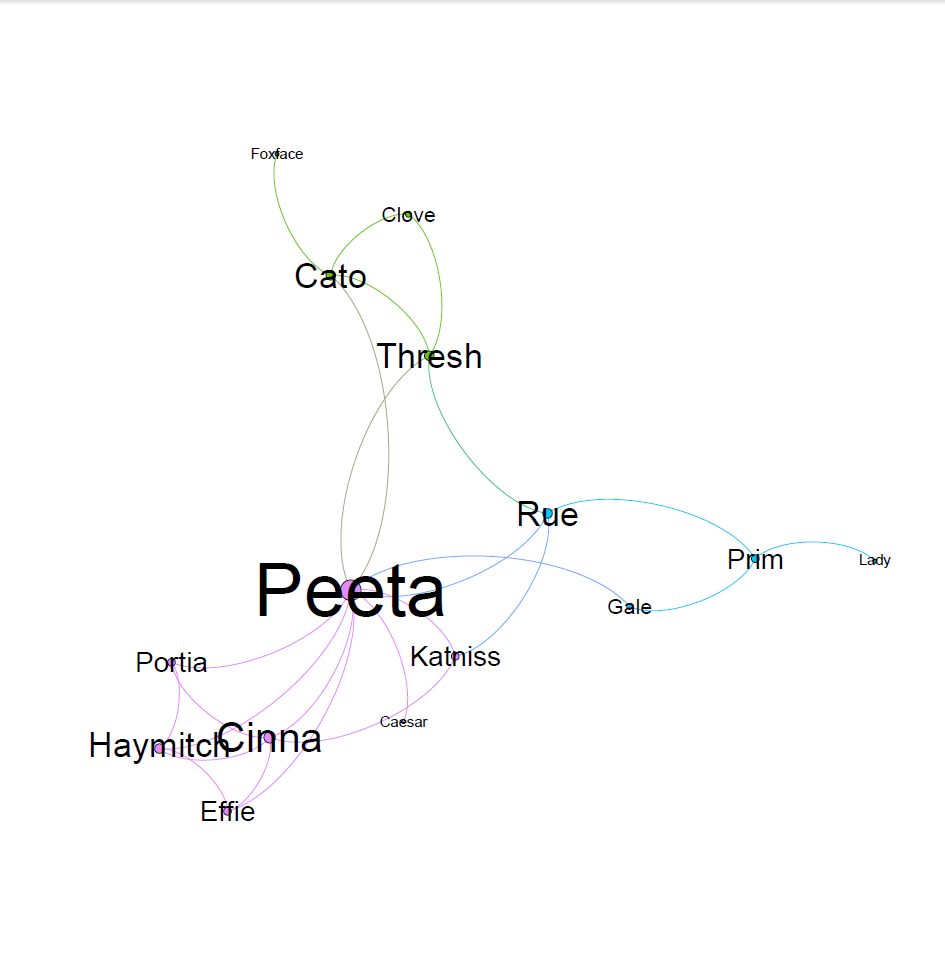 Foxface
Clove
Cato
Thresh
Rue
Prim
Lady
Peeta
Gale
Katniss
Portia
Caesar
Cinna
Haymitch
Effie